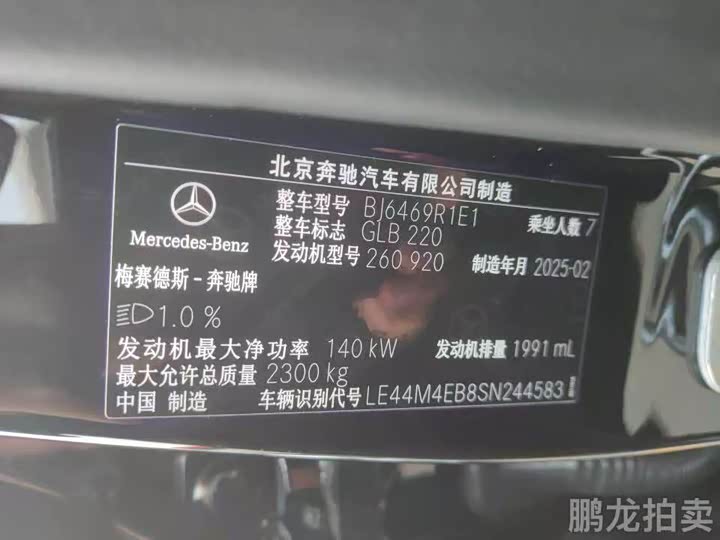 北京奔驰汽车有限公司制造
整车型号 BJ6469R1E1 乘坐人数 7
整车标志 GLB 220
Mercedes-Benz 发动机型号 260 920 制造年月 2025-02
梅赛德斯-奔驰牌
1.0 %
发动机最大净功率 140 kW 发动机排量 1991 mL
最大允许总质量 2300 kg
中国 制造 车辆识别代号 LE44M4EB8SN244583
鹏龙拍卖